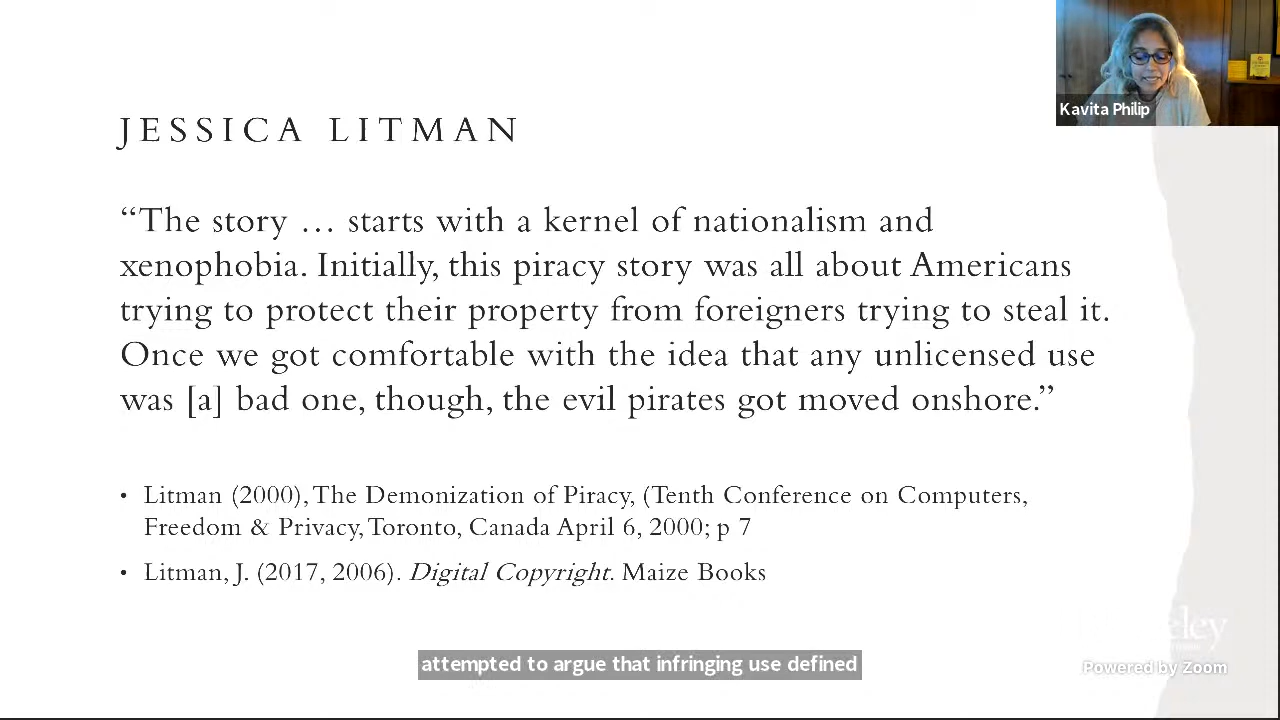 Kavita Philip
JESSICA LITMAN
“The story … starts with a kernel of nationalism and
xenophobia. Initially, this piracy story was all about Americans
trying to protect their property from foreigners trying to steal it.
Once we got comfortable with the idea that any unlicensed use
was [a] bad one, though, the evil pirates got moved onshore.”
• Litman (2000), The Demonization of Piracy, (Tenth Conference on Computers,
Freedom & Privacy, Toronto, Canada April 6, 2000; p 7
• Litman, J. (2017, 2006). Digital Copyright. Maize Books
attempted to argue that infringing use defined
Powered by Zoom